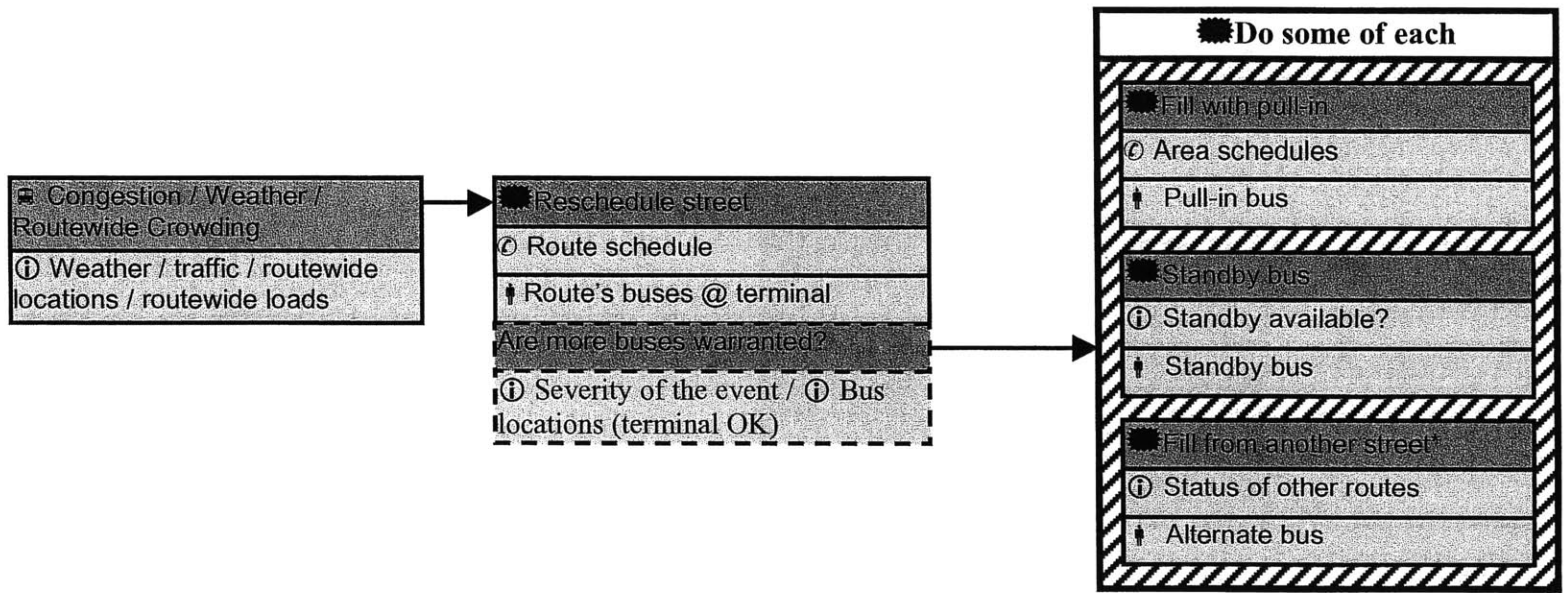 Congestion / Weather /
Routewide Crowding
ⓘ Weather / traffic / routewide
locations / routewide loads
Reschedule street
✆ Route schedule
Route's buses @ terminal
Are more buses warranted?
ⓘ Severity of the event / ⓘ Bus
locations (terminal OK)
Do some of each
Fill with pull-in
✆ Area schedules
Pull-in bus
Standby bus
ⓘ Standby available?
Standby bus
Fill from another street*
ⓘ Status of other routes
Alternate bus